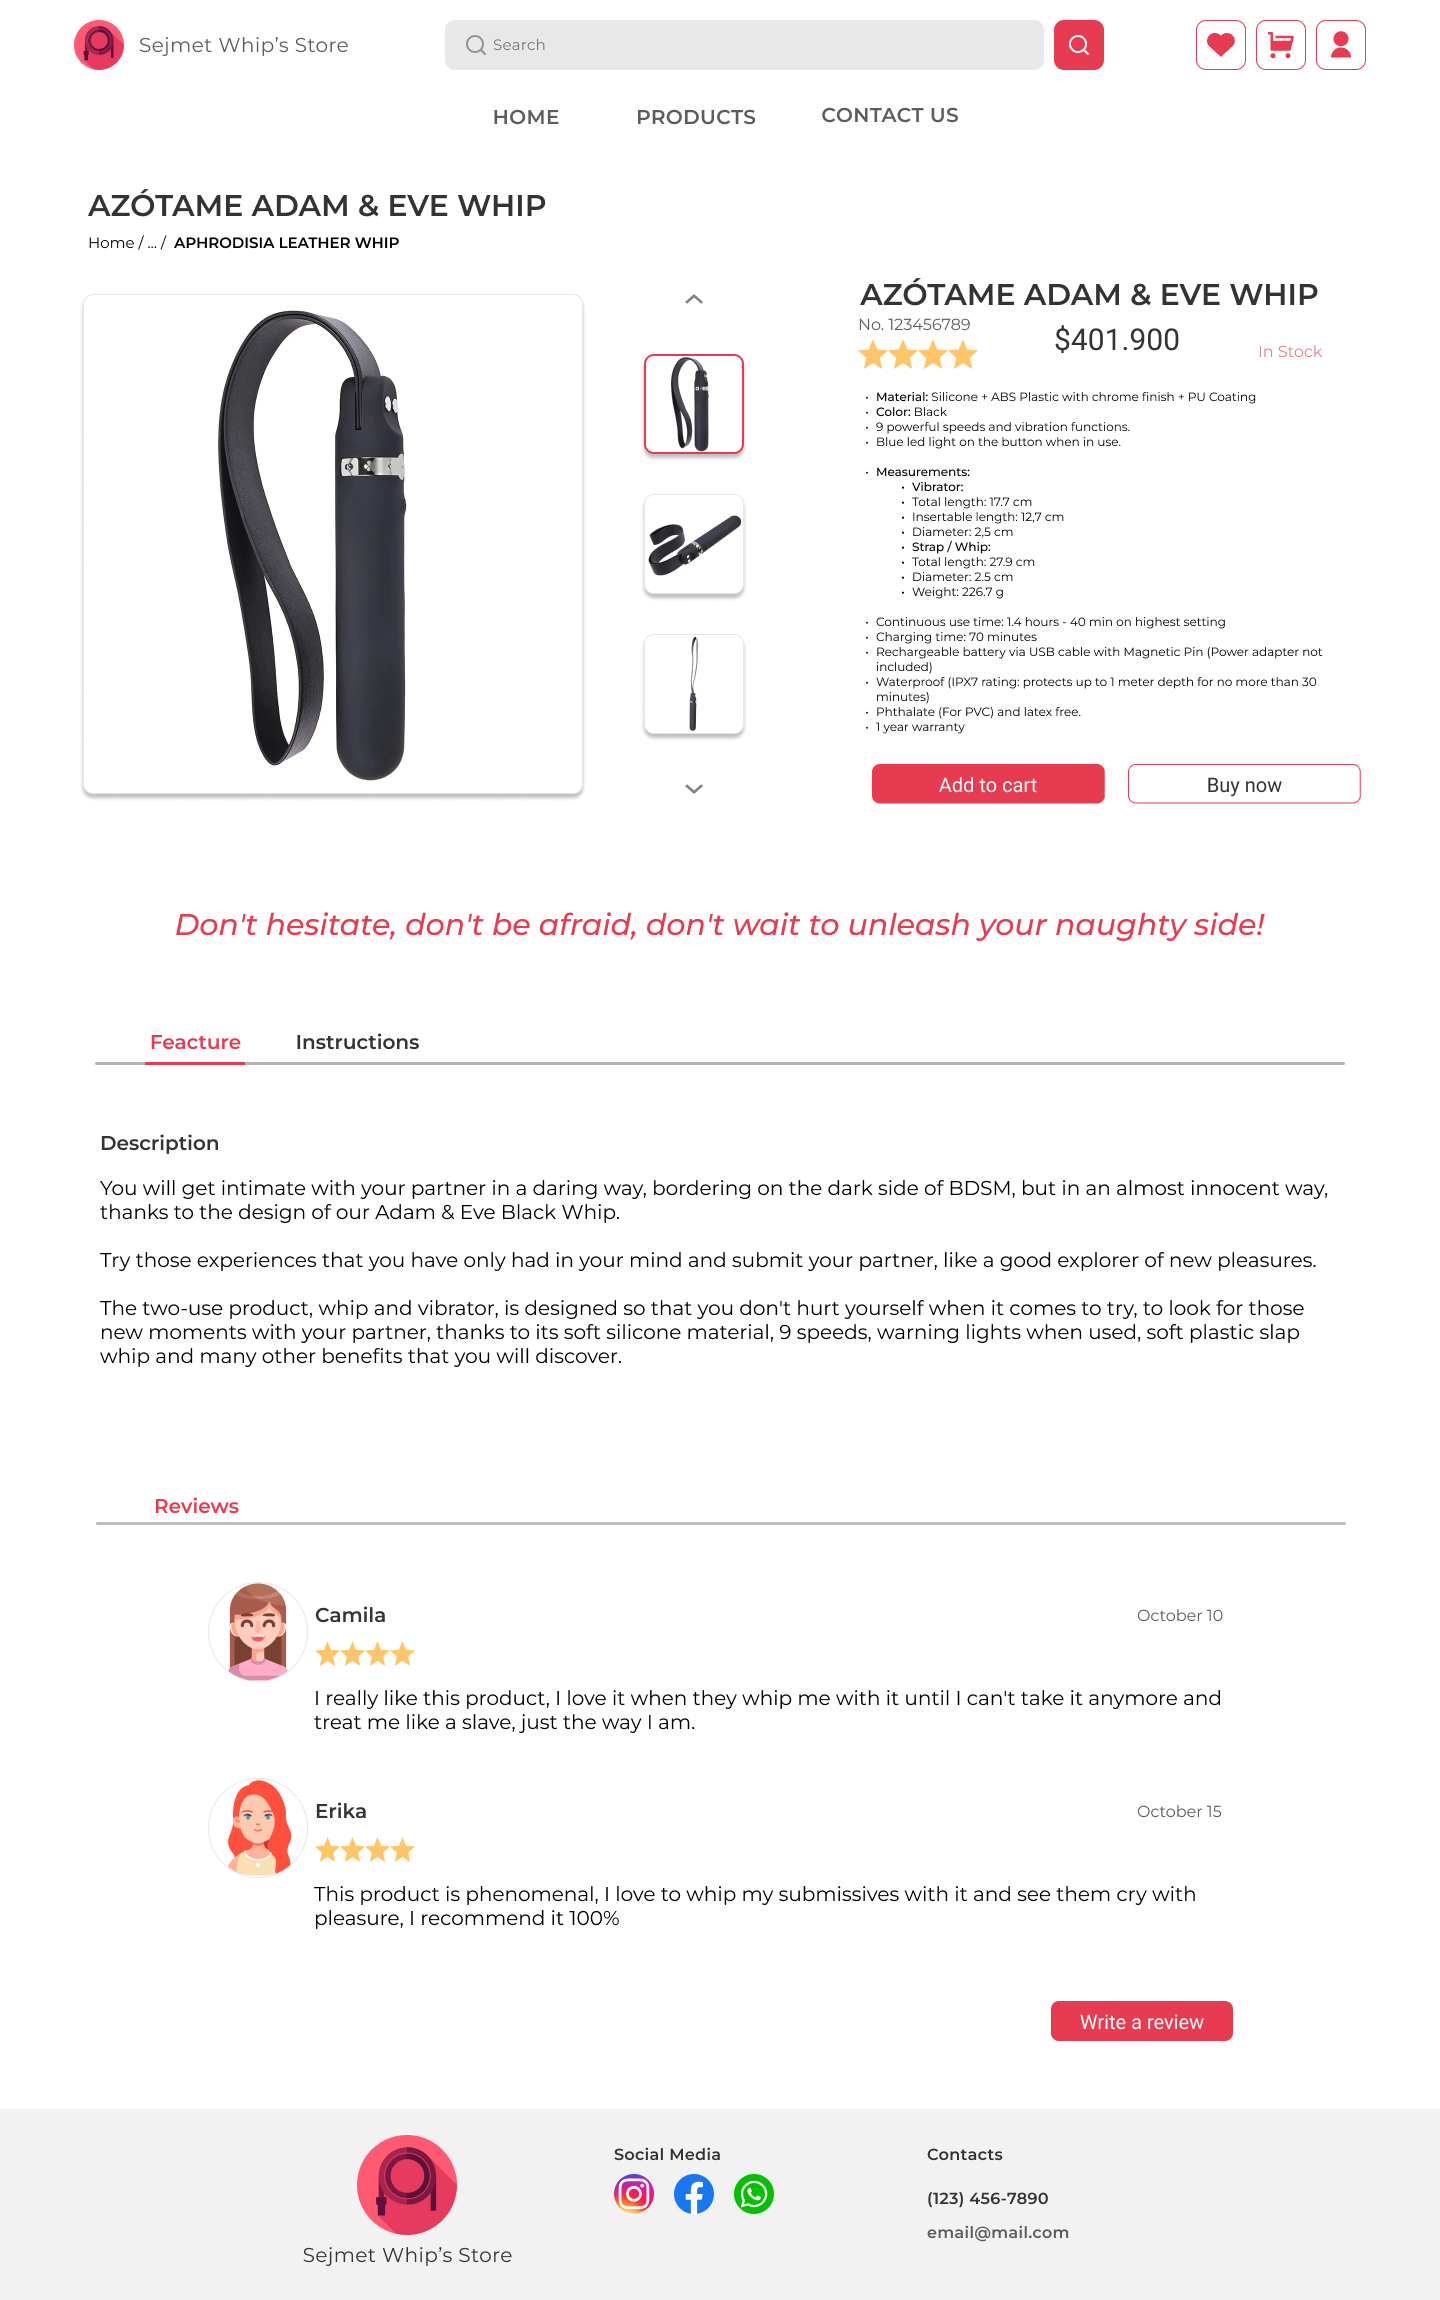 Sejmet Whip’s Store
Search
HOME
PRODUCTS
CONTACT US
AZÓTAME ADAM & EVE WHIP
Home / ... / APHRODISIA LEATHER WHIP
AZÓTAME ADAM & EVE WHIP
No. 123456789
$401.900
In Stock
• Material: Silicone + ABS Plastic with chrome finish + PU Coating
• Color: Black
• 9 powerful speeds and vibration functions.
• Blue led light on the button when in use.
• Measurements:
• Vibrator:
• Total length: 17.7 cm
• Insertable length: 12,7 cm
• Diameter: 2,5 cm
• Strap / Whip:
• Total length: 27.9 cm
• Diameter: 2.5 cm
• Weight: 226.7 g
• Continuous use time: 1.4 hours - 40 min on highest setting
• Charging time: 70 minutes
• Rechargeable battery via USB cable with Magnetic Pin (Power adapter not
included)
• Waterproof (IPX7 rating: protects up to 1 meter depth for no more than 30
minutes)
• Phthalate (For PVC) and latex free.
• 1 year warranty
Add to cart
Buy now
Don't hesitate, don't be afraid, don't wait to unleash your naughty side!
Feacture
Instructions
Description
You will get intimate with your partner in a daring way, bordering on the dark side of BDSM, but in an almost innocent way,
thanks to the design of our Adam & Eve Black Whip.
Try those experiences that you have only had in your mind and submit your partner, like a good explorer of new pleasures.
The two-use product, whip and vibrator, is designed so that you don't hurt yourself when it comes to try, to look for those
new moments with your partner, thanks to its soft silicone material, 9 speeds, warning lights when used, soft plastic slap
whip and many other benefits that you will discover.
Reviews
Camila
October 10
I really like this product, I love it when they whip me with it until I can't take it anymore and
treat me like a slave, just the way I am.
Erika
October 15
This product is phenomenal, I love to whip my submissives with it and see them cry with
pleasure, I recommend it 100%
Write a review
Sejmet Whip’s Store
Social Media
Contacts
(123) 456-7890
email@mail.com